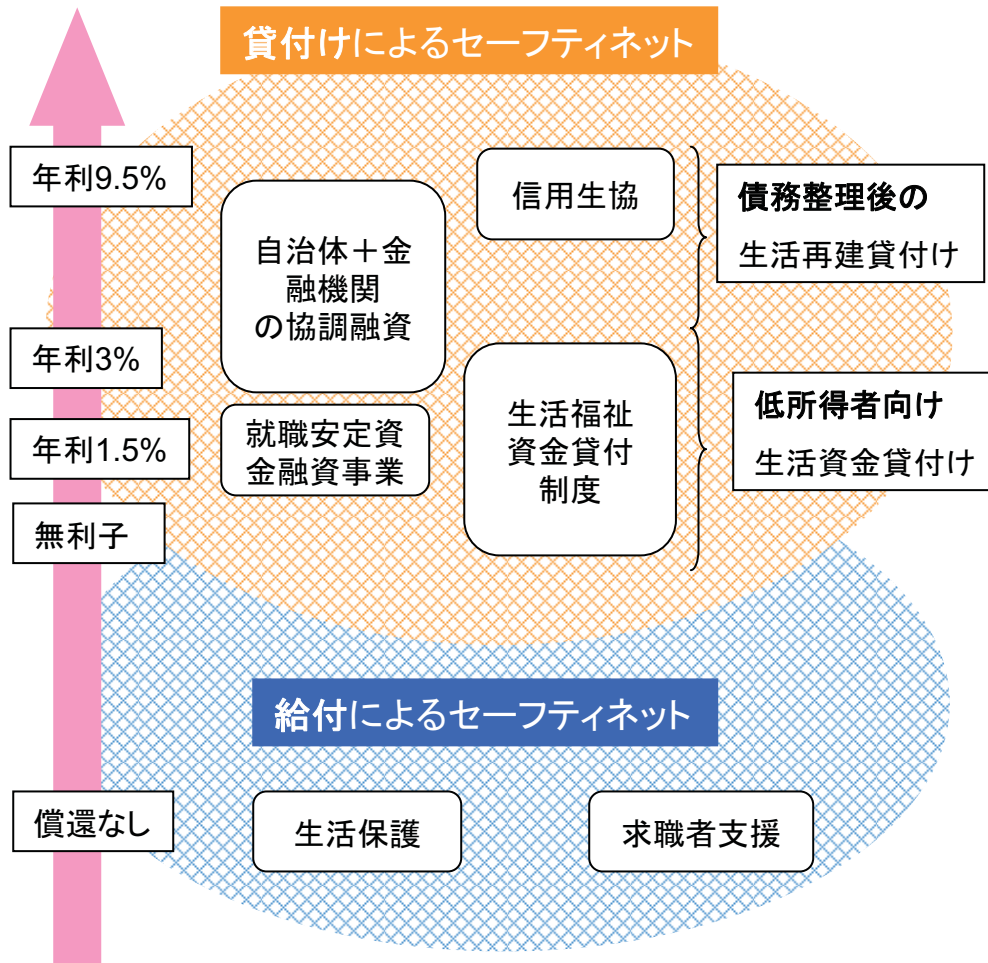 貸付けによるセーフティネット
年利9.5%
信用生協
債務整理後の
生活再建貸付け
自治体＋金
融機関
の協調融資
年利3%
生活福祉
資金貸付
制度
低所得者向け
生活資金貸付け
年利1.5%
就職安定資
金融資事業
無利子
給付によるセーフティネット
償還なし
生活保護
求職者支援